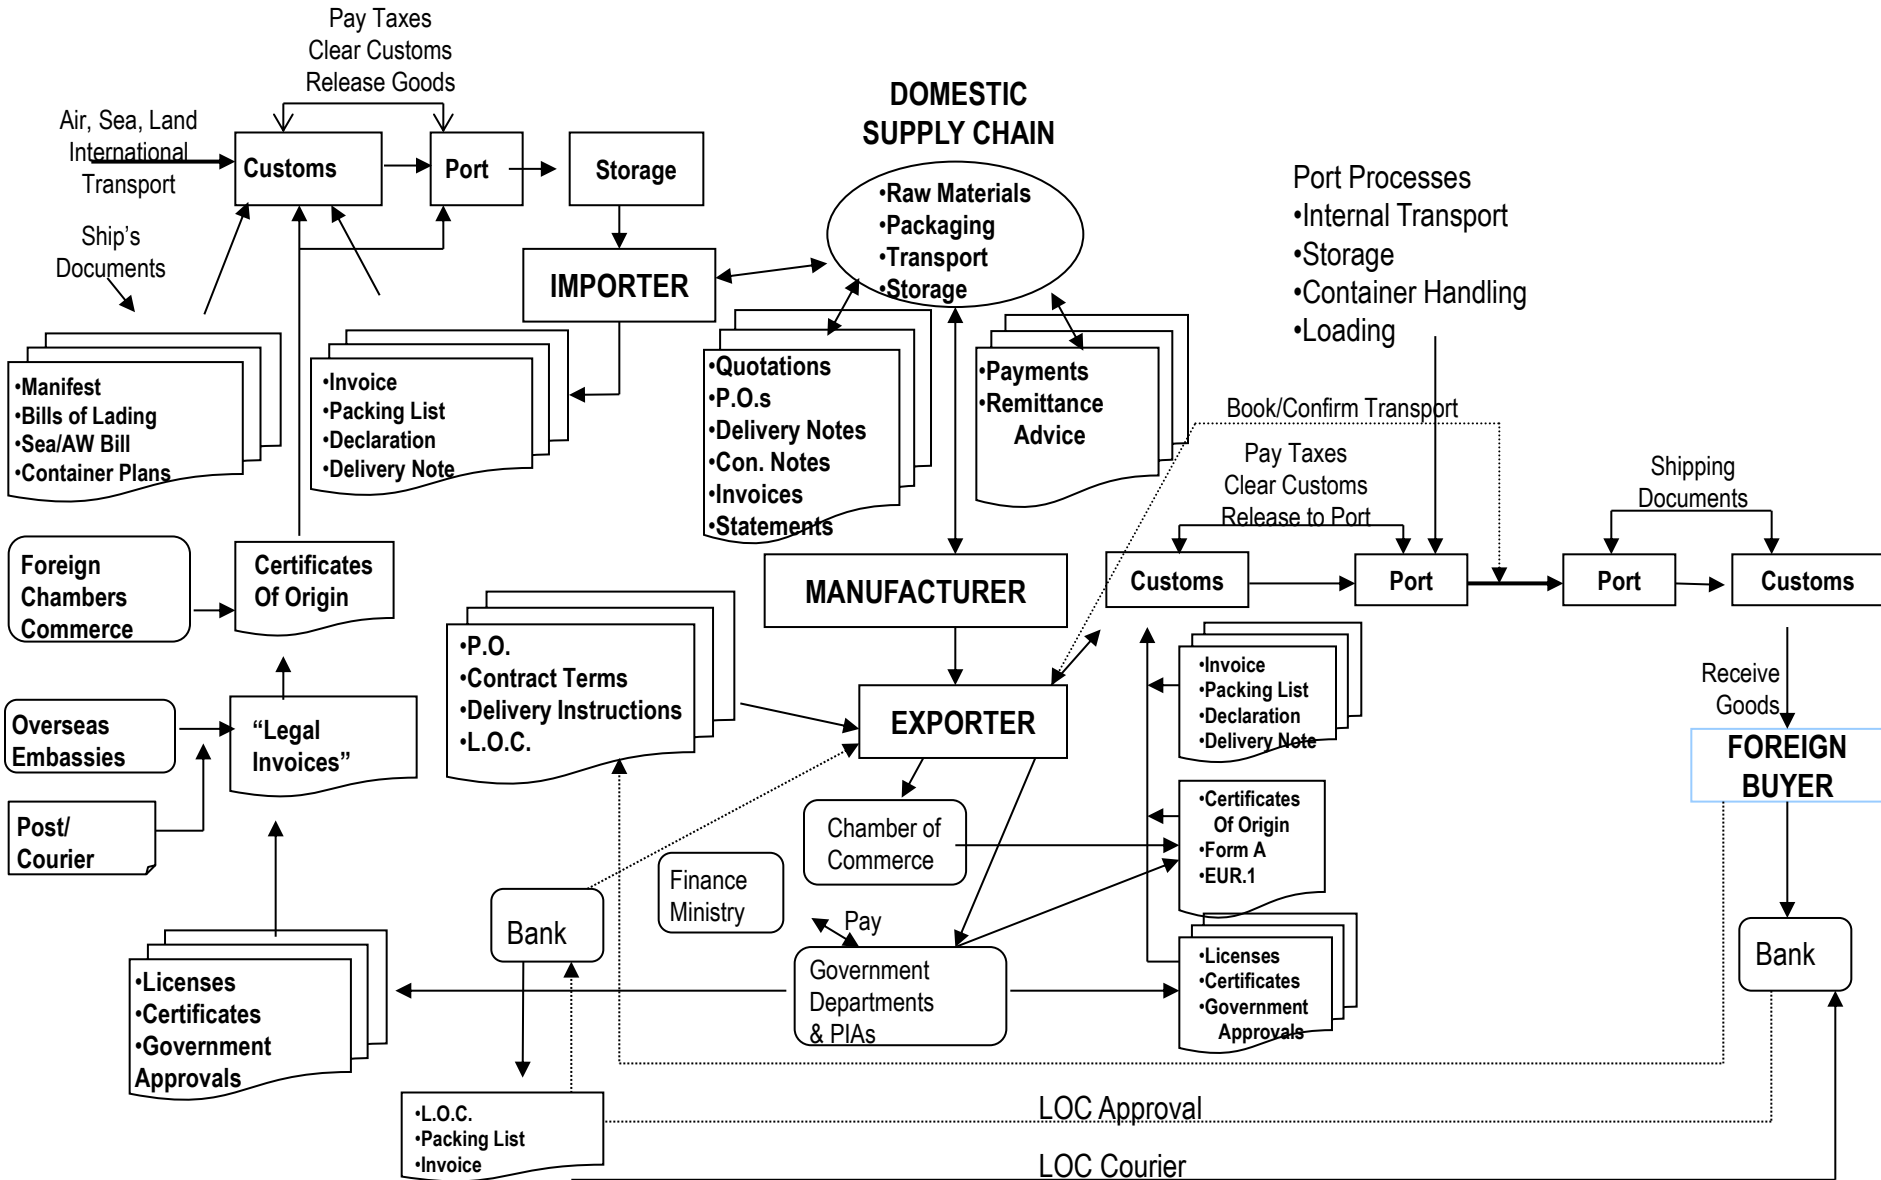 Pay Taxes
Clear Customs
Release Goods
Air, Sea, Land
International
Transport
Customs
Port
Storage
Ship's
Documents
IMPORTER
•Manifest
•Bills of Lading
•Sea/AW Bill
•Container Plans
•Invoice
•Packing List
•Declaration
•Delivery Note
DOMESTIC
SUPPLY CHAIN
•Raw Materials
•Packaging
•Transport
•Storage
•Quotations
•P.O.s
•Delivery Notes
•Con. Notes
•Invoices
•Statements
•Payments
•Remittance
Advice
Port Processes
•Internal Transport
•Storage
•Container Handling
•Loading
Book/Confirm Transport
Pay Taxes
Clear Customs
Release to Port
Shipping
Documents
Foreign
Chambers
Commerce
Certificates
Of Origin
MANUFACTURER
Customs
Port
Port
Customs
•P.O.
•Contract Terms
•Delivery Instructions
•L.O.C.
EXPORTER
•Invoice
•Packing List
•Declaration
•Delivery Note
Receive
Goods
FOREIGN
BUYER
Overseas
Embassies
“Legal
Invoices”
Post/
Courier
Chamber of
Commerce
•Certificates
Of Origin
•Form A
•EUR.1
Finance
Ministry
Bank
Pay
Government
Departments
& PIAs
•Licenses
•Certificates
•Government
Approvals
Bank
•Licenses
•Certificates
•Government
Approvals
•L.O.C.
•Packing List
•Invoice
LOC Approval
LOC Courier